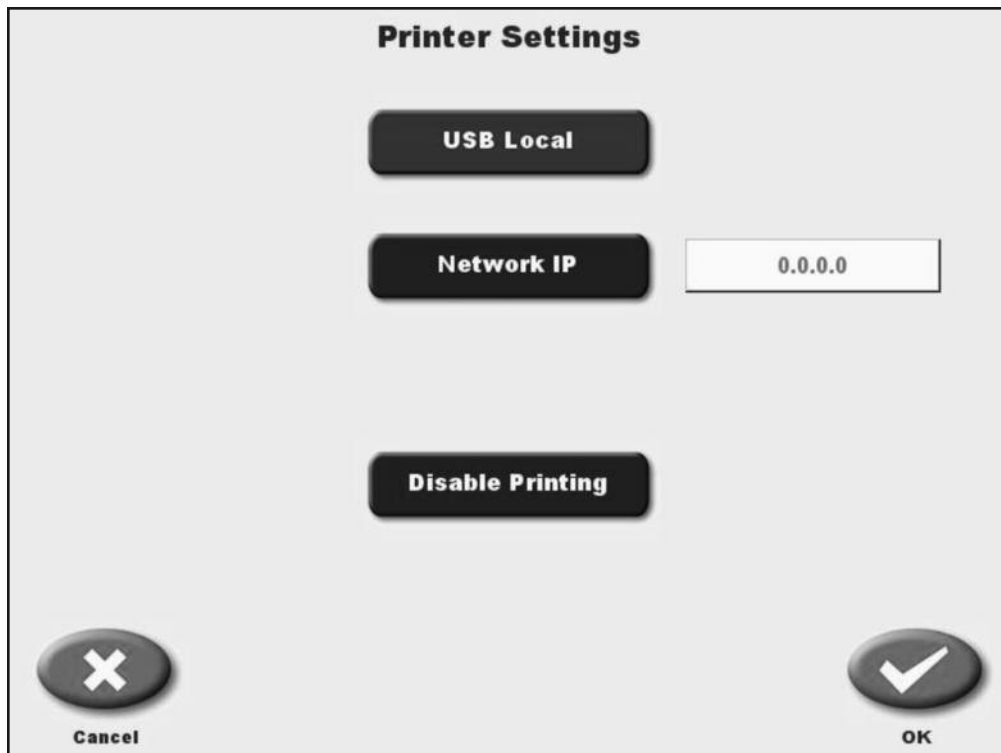 Printer Settings
USB Local
Network IP
0.0.0.0
Disable Printing
Cancel
OK